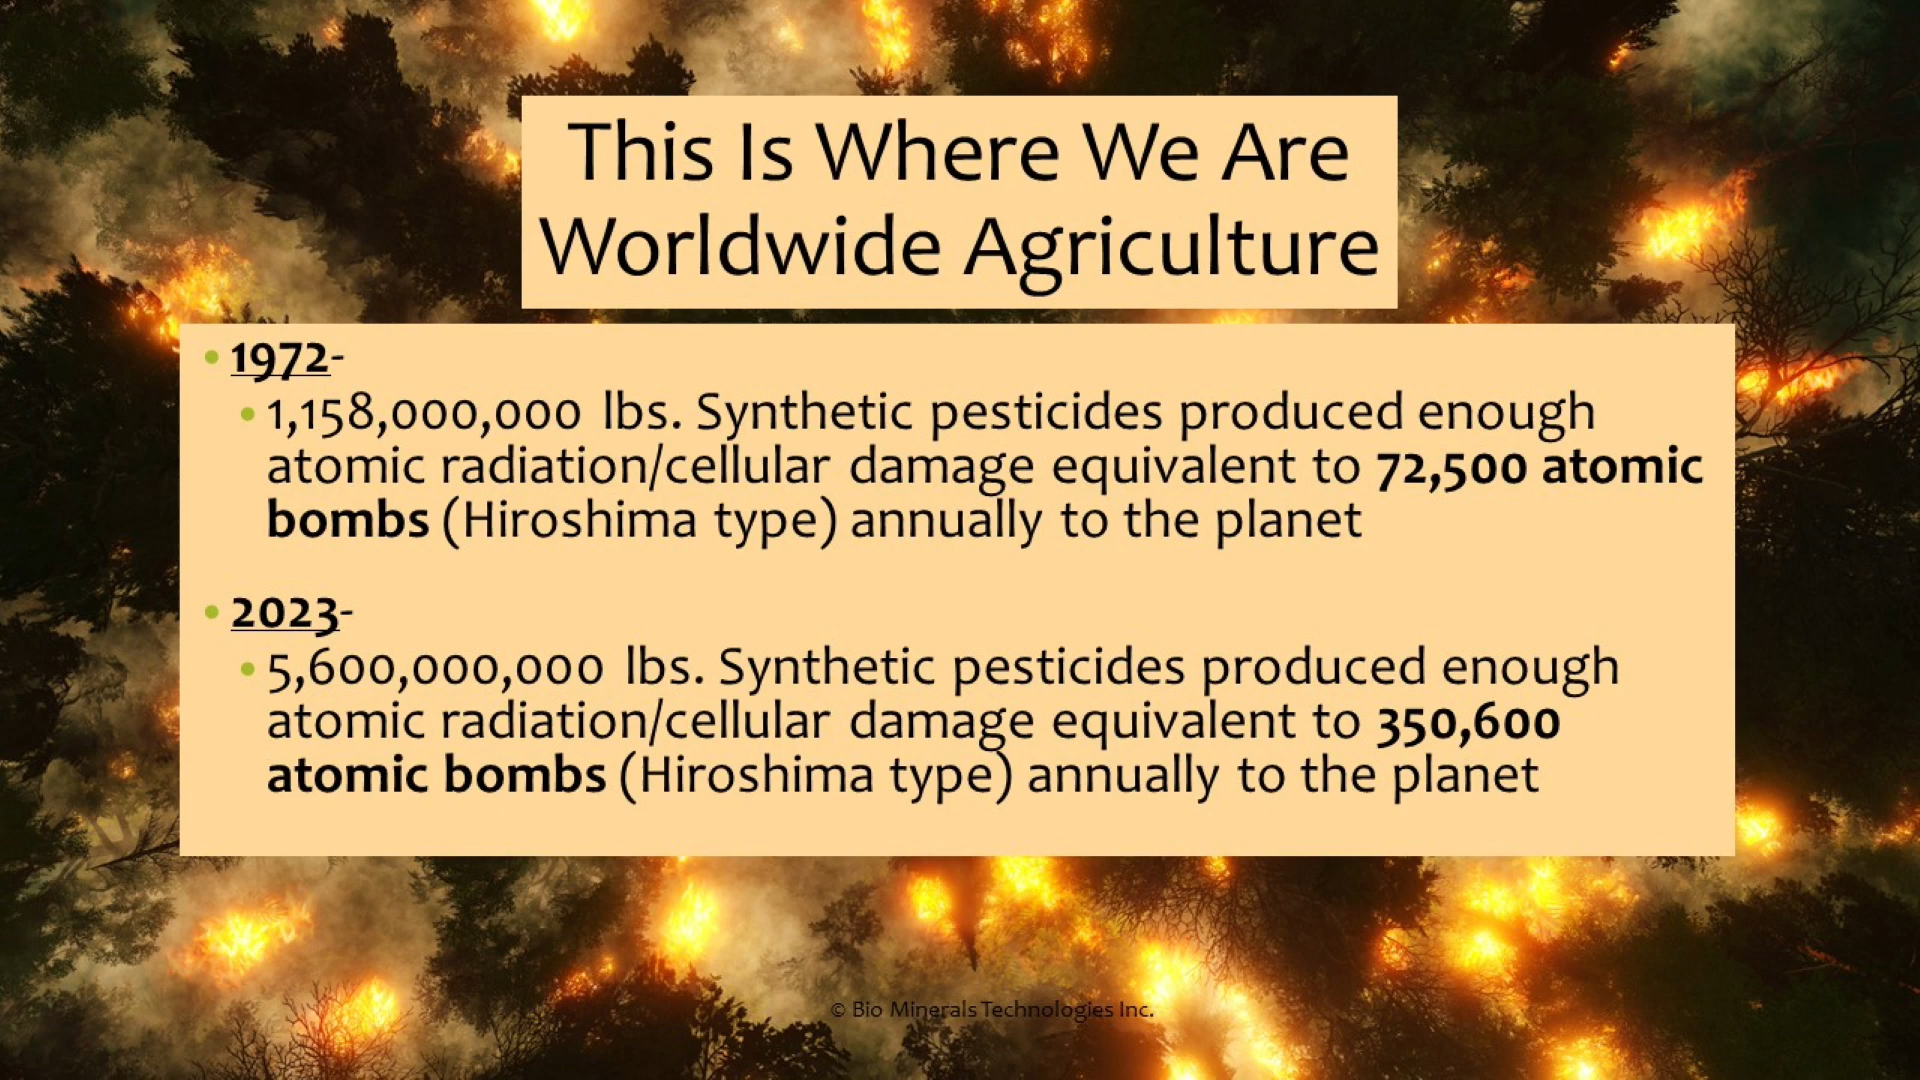 This Is Where We Are
Worldwide Agriculture
• 1972-
• 1,158,000,000 lbs. Synthetic pesticides produced enough
atomic radiation/cellular damage equivalent to 72,500 atomic
bombs (Hiroshima type) annually to the planet
• 2023-
• 5,600,000,000 lbs. Synthetic pesticides produced enough
atomic radiation/cellular damage equivalent to 350,600
atomic bombs (Hiroshima type) annually to the planet
© Bio Minerals Technologies Inc.